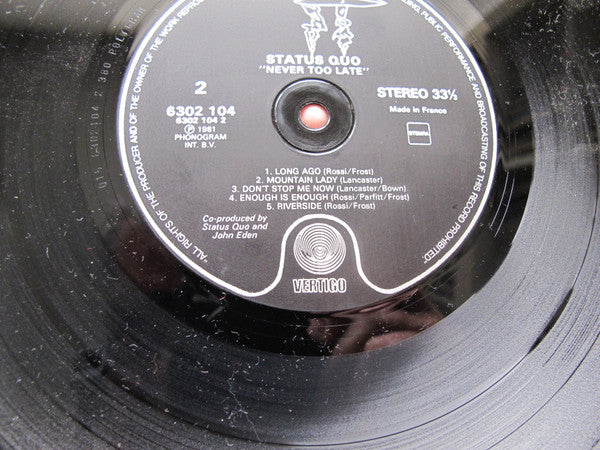 STATUS QUO
"NEVER TOO LATE"
2
STEREO 33⅓
6302 104
6302 104 2
Ⓟ 1981
PHONOGRAM
INT. B.V.
Made in France
STEMRA
1. LONG AGO (Rossi/Frost)
2. MOUNTAIN LADY (Lancaster)
3. DON'T STOP ME NOW (Lancaster/Bown)
4. ENOUGH IS ENOUGH (Rossi/Parfitt/Frost)
5. RIVERSIDE (Rossi/Frost)
Co-produced by
Status Quo and
John Eden
VERTIGO
"ALL RIGHTS OF THE PRODUCER AND OF THE OWNER OF THE WORK
PUBLIC PERFORMANCE AND BROADCASTING OF THIS RECORD PROHIBITED"
6302104 2 380